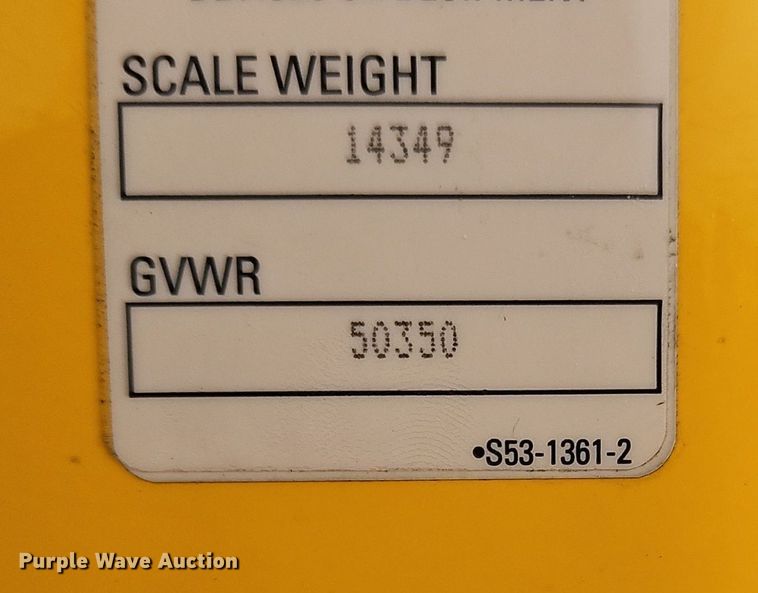 SCALE WEIGHT
14349
GVWR
50350
•S53-1361-2
Purple Wave Auction